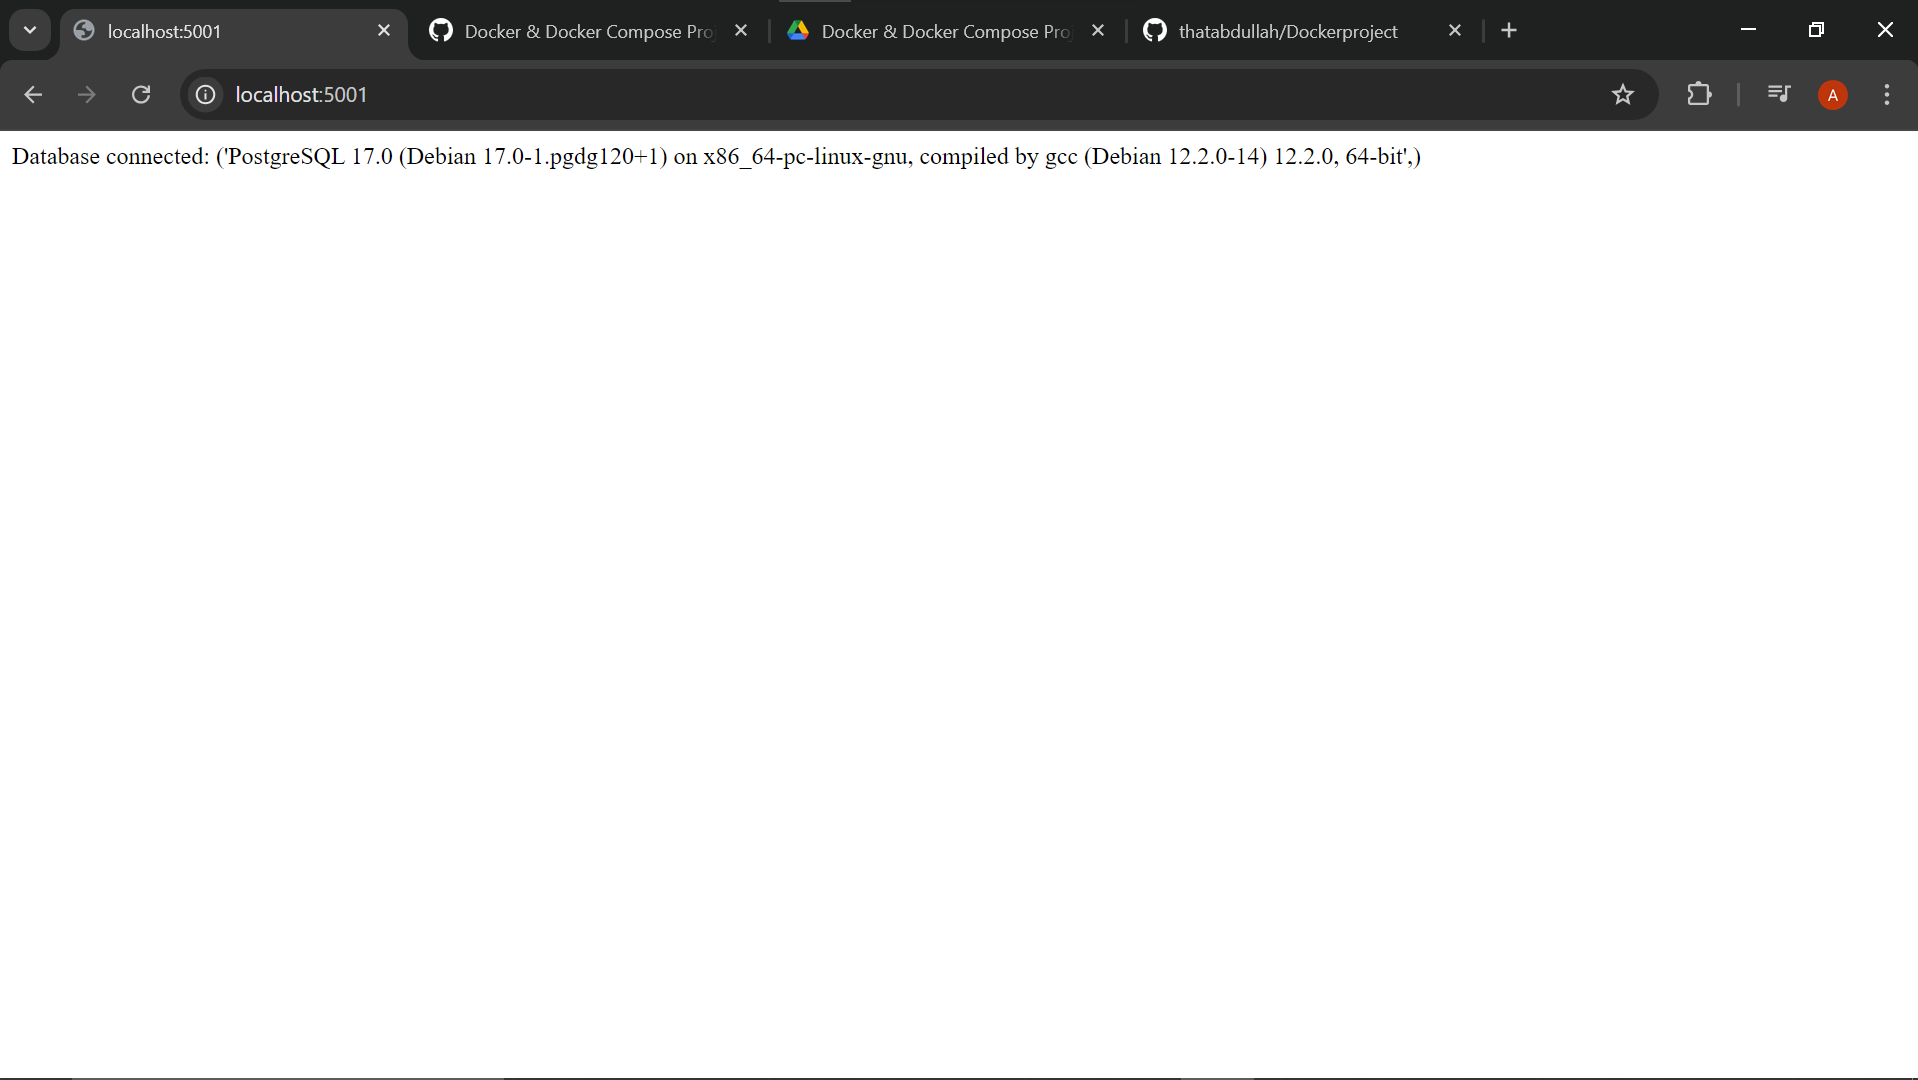 localhost:5001
Docker & Docker Compose Proj
Docker & Docker Compose Proj
thatabdullah/Dockerproject
localhost:5001
A
Database connected: ('PostgreSQL 17.0 (Debian 17.0-1.pgdg120+1) on x86_64-pc-linux-gnu, compiled by gcc (Debian 12.2.0-14) 12.2.0, 64-bit',)